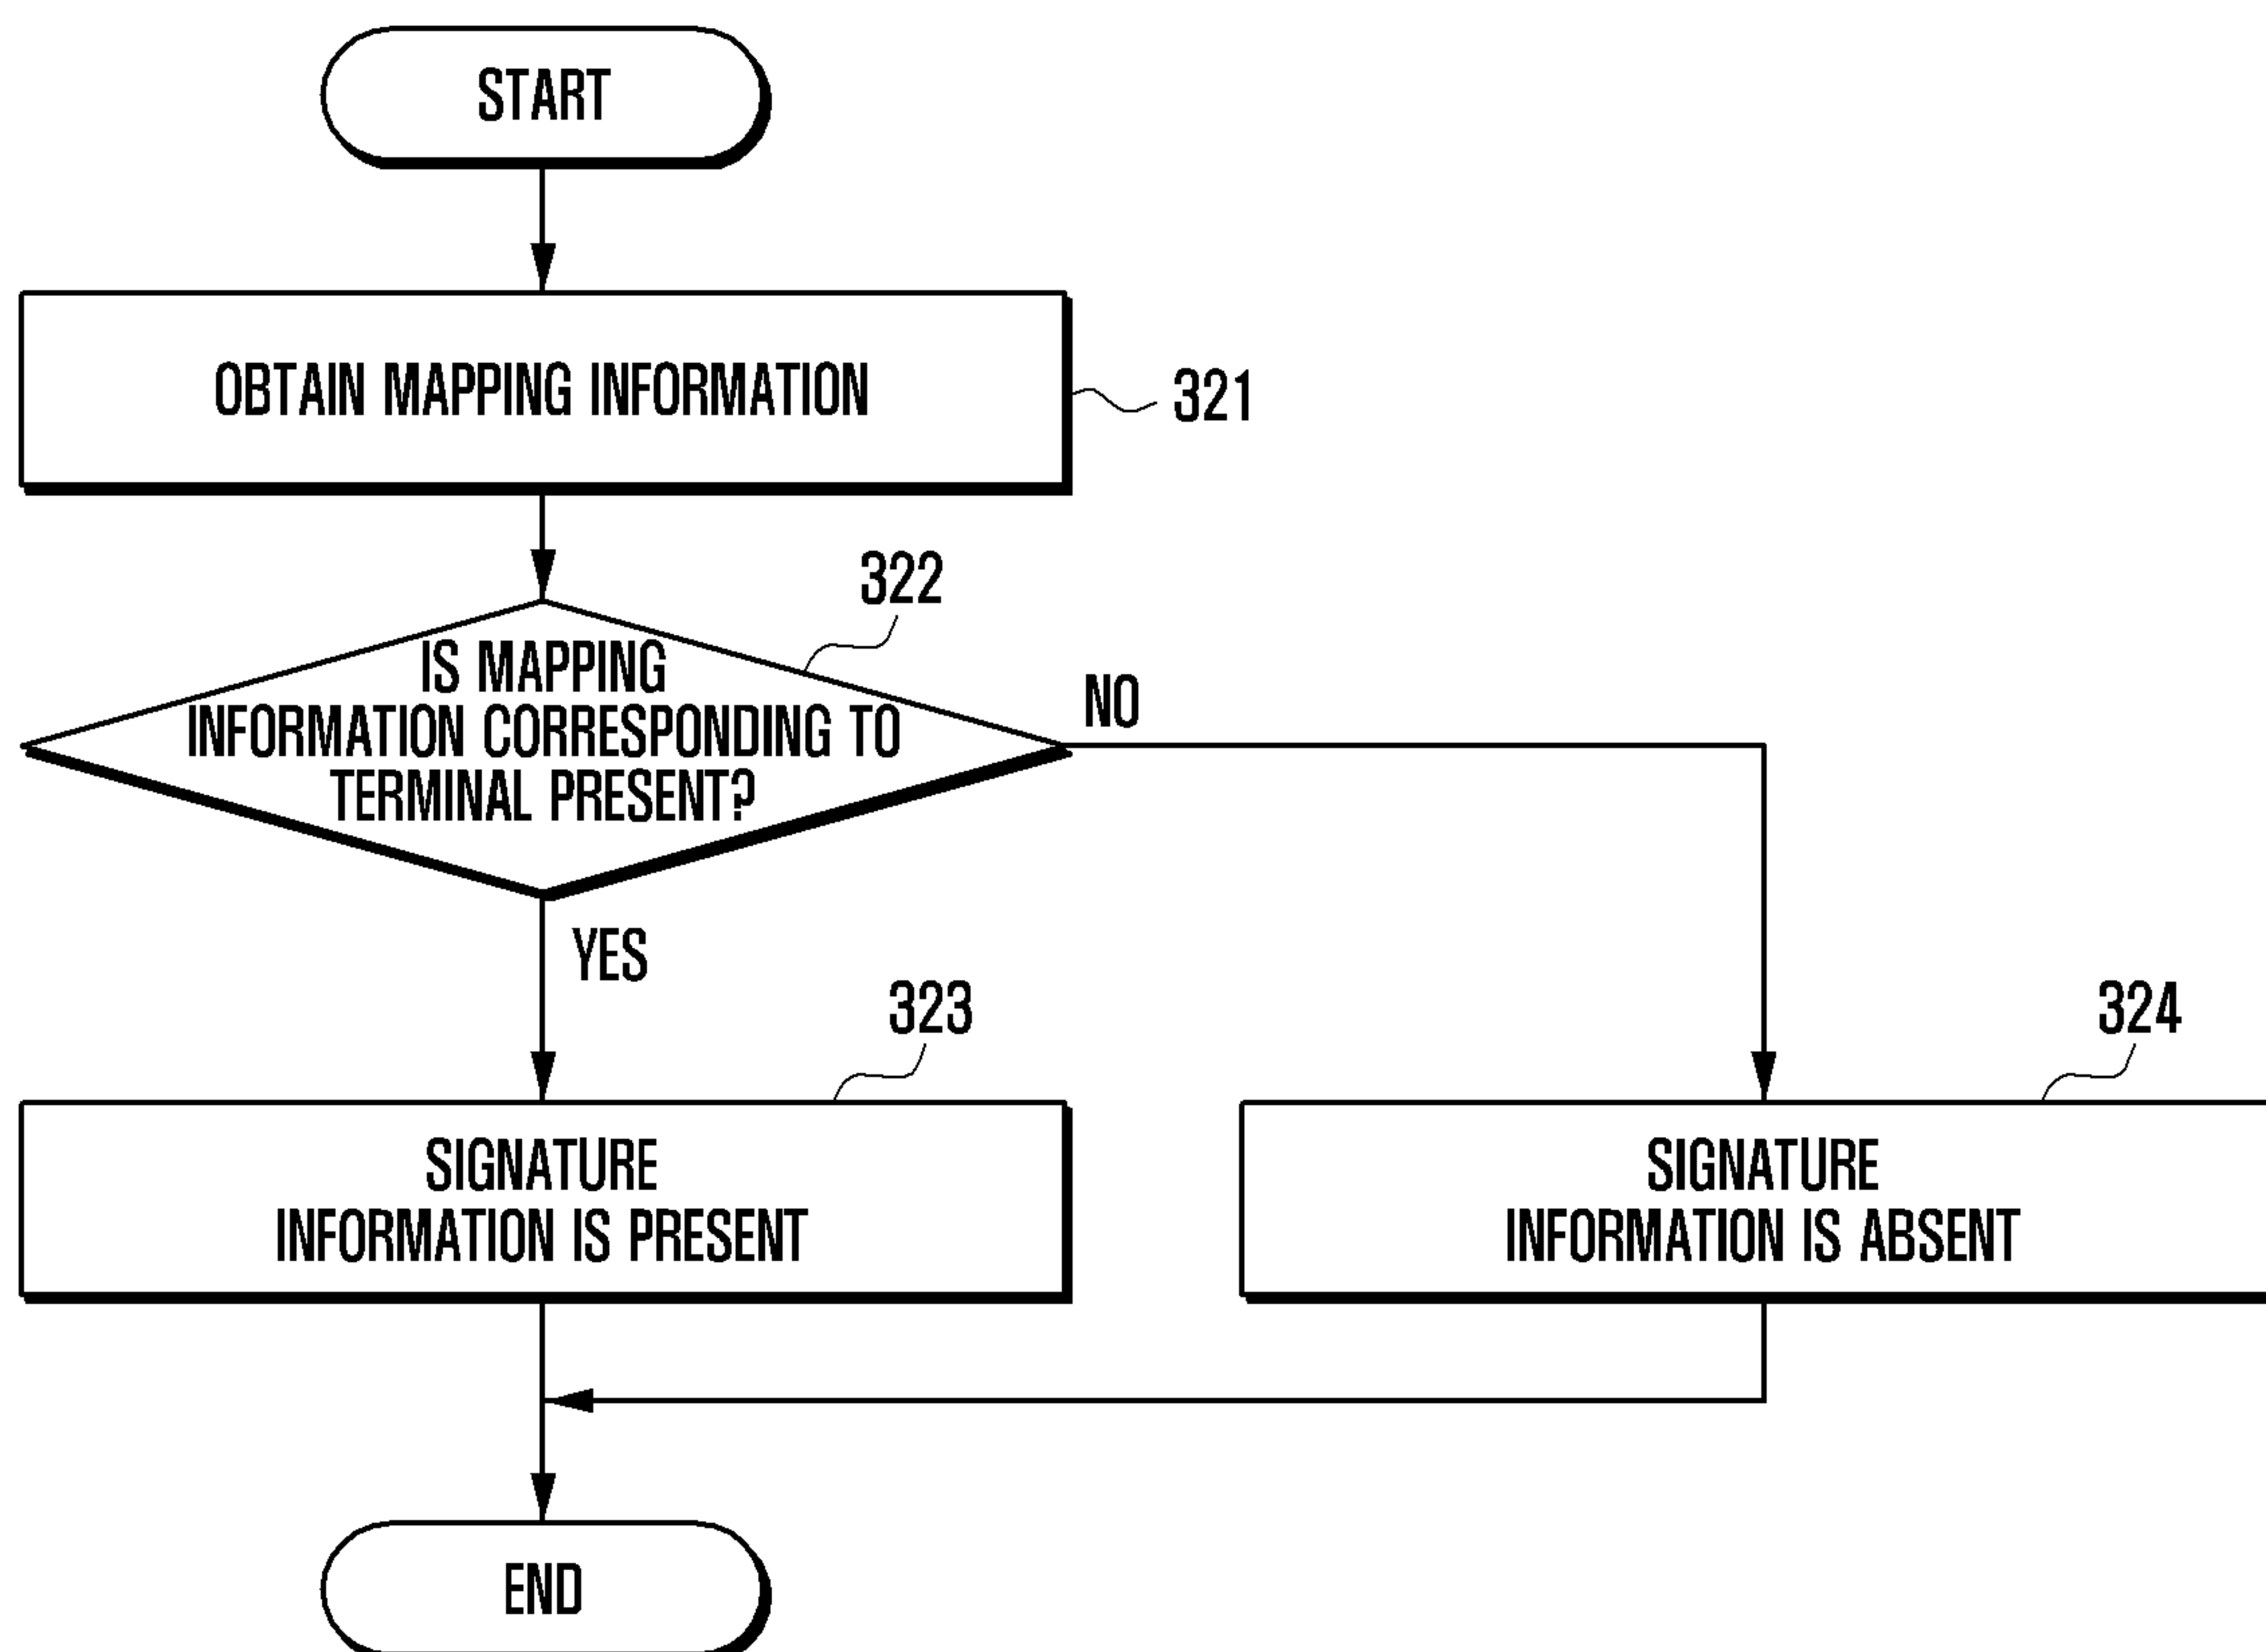 START
OBTAIN MAPPING INFORMATION
321
322
IS MAPPING
INFORMATION CORRESPONDING TO
TERMINAL PRESENT?
NO
YES
323
324
SIGNATURE
INFORMATION IS PRESENT
SIGNATURE
INFORMATION IS ABSENT
END